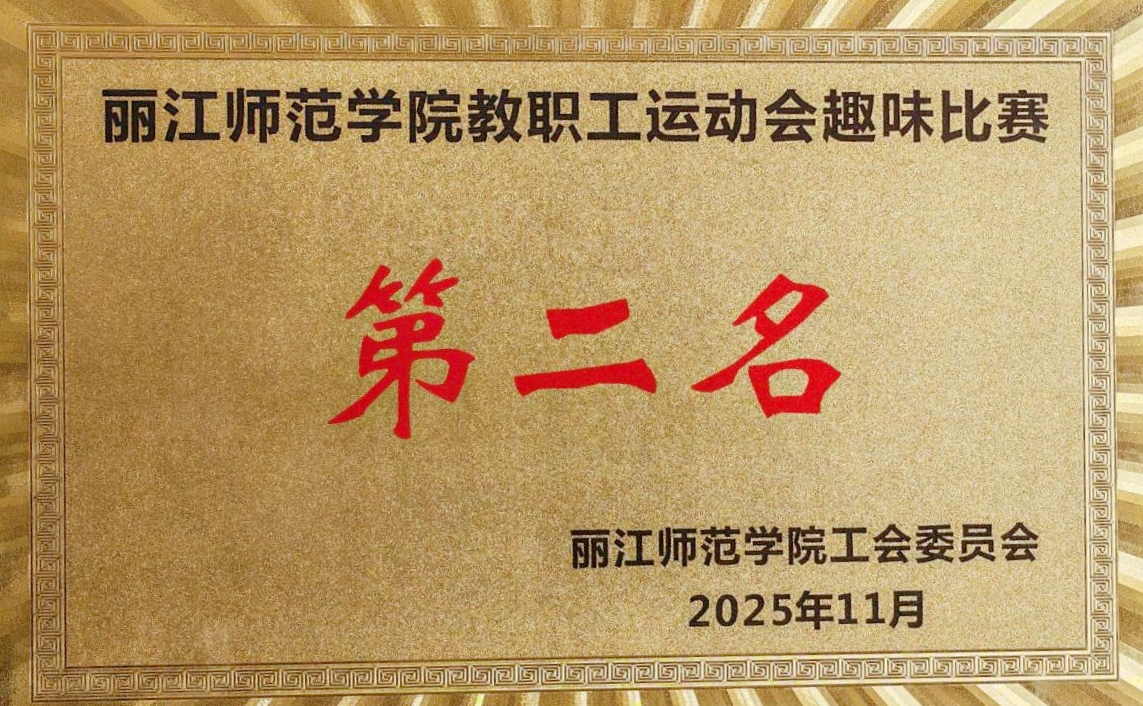 丽江师范学院教职工运动会趣味比赛
第二名
丽江师范学院工会委员会
2025年11月